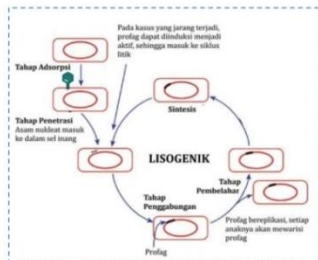 Pada kasus yang jarang terjadi,
profag dapat diinduksi menjadi
aktif, sehingga masuk ke siklus
litik
Tahap Adsorpsi
Tahap Penetrasi
Asam nukleat masuk
ke dalam sel inang
Sintesis
LISOGENIK
Tahap
Pembelahar
Tahap
Penggabungan
Profag bereplikasi, setiap
anaknya akan mewarisi
profag
Profag